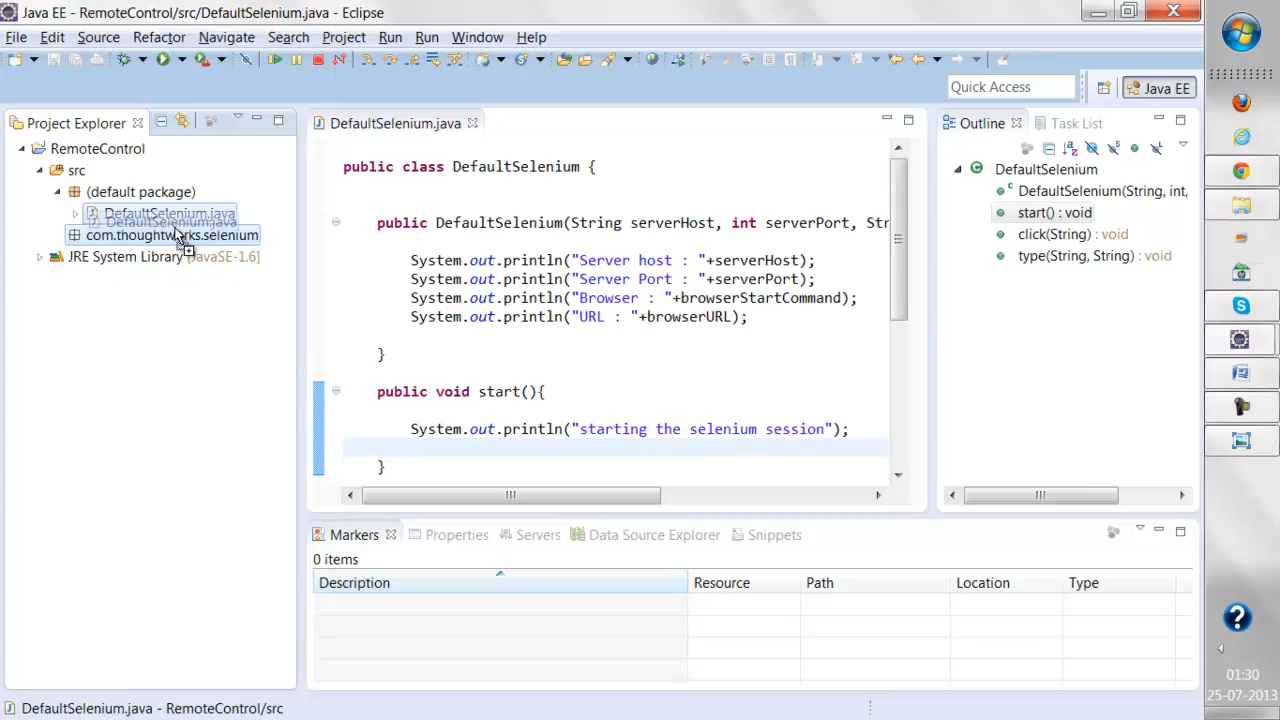 Java EE - RemoteControl/src/DefaultSelenium.java - Eclipse
File Edit Source Refactor Navigate Search Project Run Run Window Help
Quick Access
Java EE
Project Explorer
RemoteControl
src
(default package)
DefaultSelenium.java
DefaultSelenium.java
com.thoughtworks.selenium
JRE System Library [JavaSE-1.6]
DefaultSelenium.java
public class DefaultSelenium {
public DefaultSelenium(String serverHost, int serverPort, Str
System.out.println("Server host : "+serverHost);
System.out.println("Server Port : "+serverPort);
System.out.println("Browser : "+browserStartCommand);
System.out.println("URL : "+browserURL);
}
public void start(){
System.out.println("starting the selenium session");
}
Outline Task List
DefaultSelenium
DefaultSelenium(String, int,
start() : void
click(String) : void
type(String, String) : void
Markers Properties Servers Data Source Explorer Snippets
0 items
Description Resource Path Location Type
DefaultSelenium.java - RemoteControl/src
01:30
25-07-2013